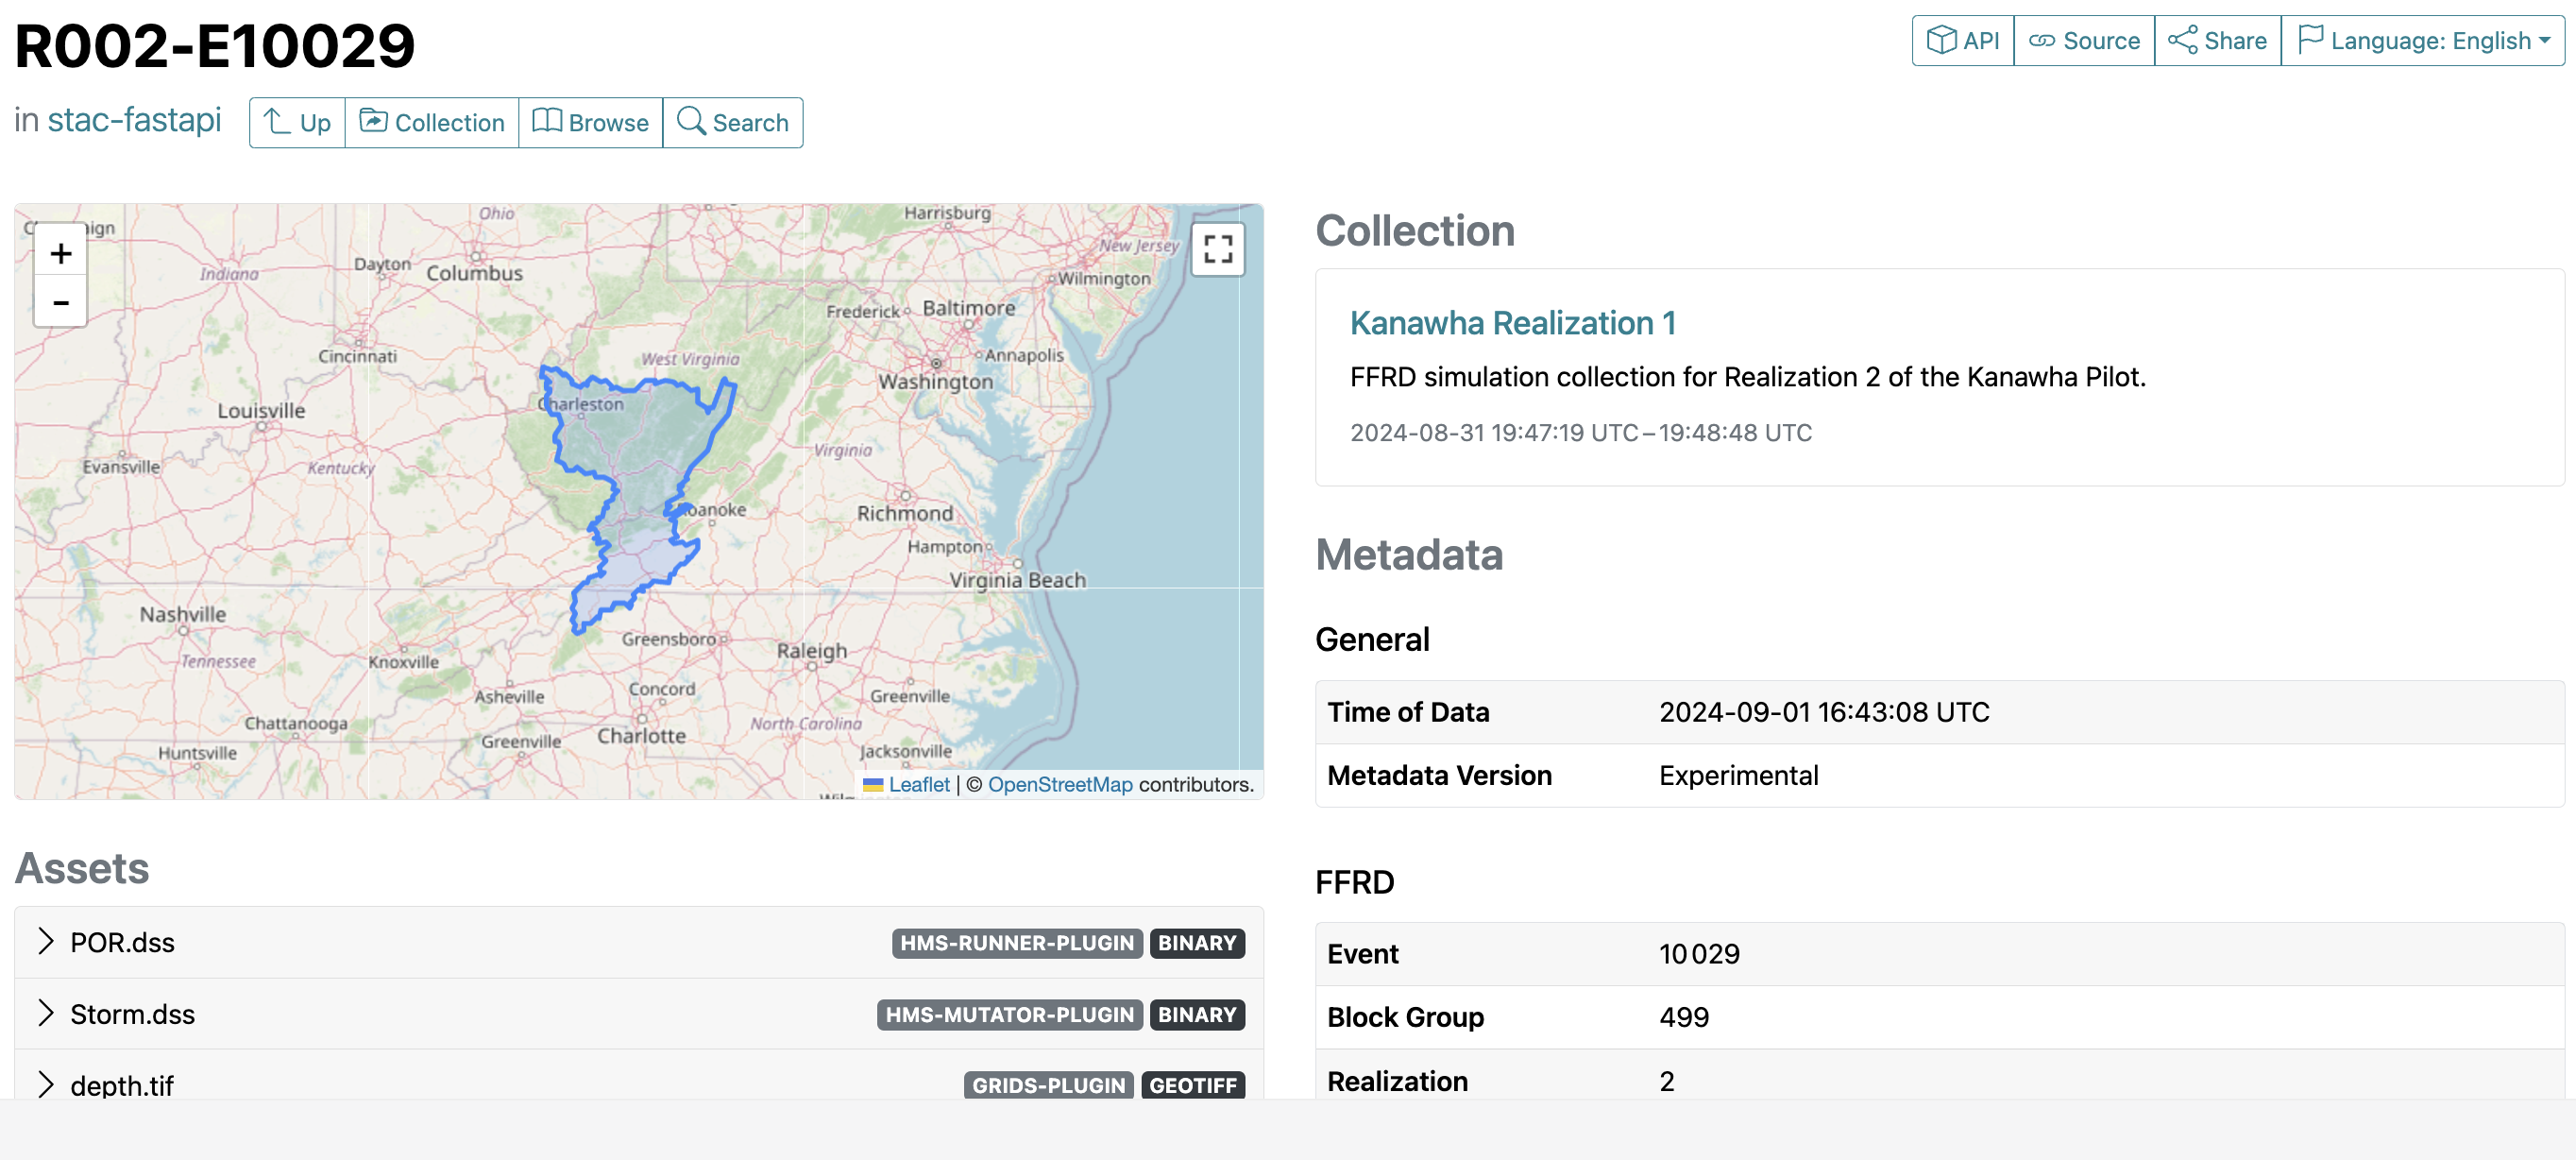 R002-E10029
API
Source
Share
Language: English
in stac-fastapi
Up
Collection
Browse
Search
+
−
Ohio
Harrisburg
New Jersey
Indiana
Dayton
Columbus
Wilmington
Frederick
Baltimore
Cincinnati
West Virginia
Annapolis
Washington
Charleston
Louisville
Virginia
Evansville
Kentucky
Richmond
Hampton
Virginia Beach
Nashville
Greensboro
Raleigh
Tennessee
Knoxville
Asheville
Concord
Greenville
Chattanooga
North Carolina
Charlotte
Greenville
Huntsville
Jacksonville
Leaflet | © OpenStreetMap contributors.
Assets
POR.dss
HMS-RUNNER-PLUGIN
BINARY
Storm.dss
HMS-MUTATOR-PLUGIN
BINARY
depth.tif
GRIDS-PLUGIN
GEOTIFF
Collection
Kanawha Realization 1
FFRD simulation collection for Realization 2 of the Kanawha Pilot.
2024-08-31 19:47:19 UTC – 19:48:48 UTC
Metadata
General
Time of Data 2024-09-01 16:43:08 UTC
Metadata Version Experimental
FFRD
Event 10 029
Block Group 499
Realization 2